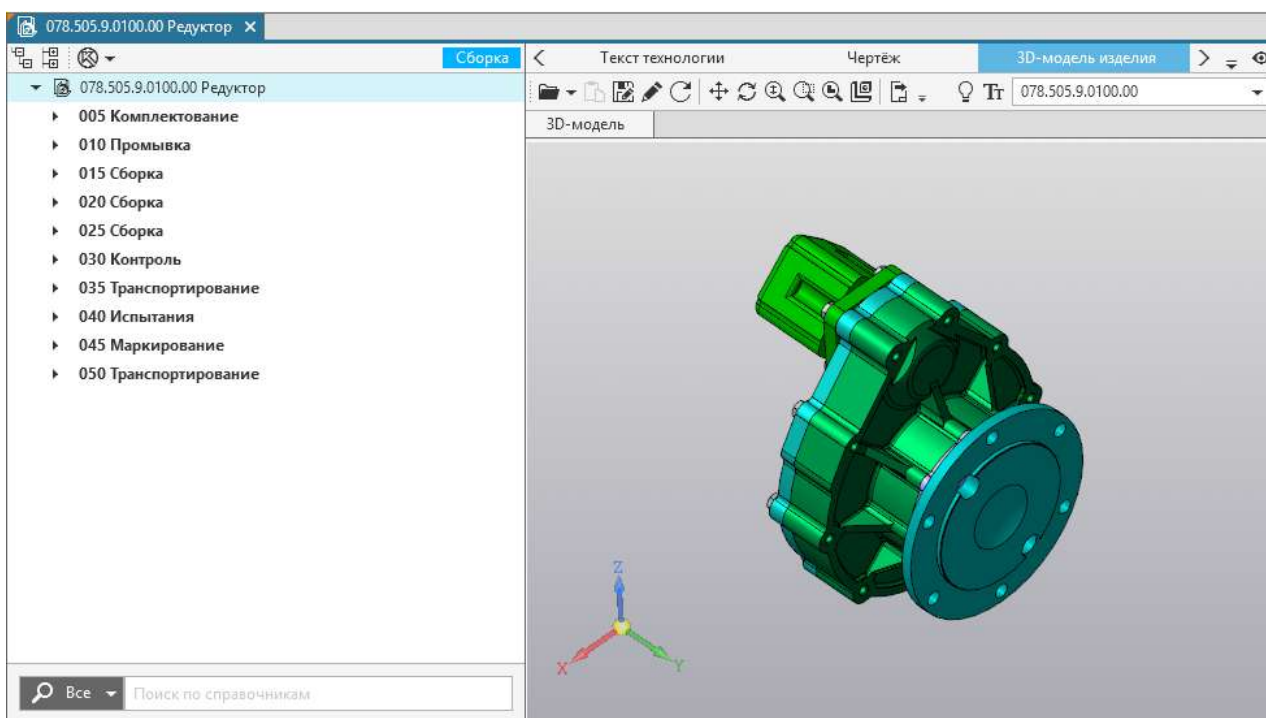 078.505.9.0100.00 Редуктор
Сборка
Текст технологии Чертёж 3D-модель изделия
078.505.9.0100.00 Редуктор
Тт 078.505.9.0100.00
005 Комплектование
3D-модель
010 Промывка
015 Сборка
020 Сборка
025 Сборка
030 Контроль
035 Транспортирование
040 Испытания
045 Маркирование
050 Транспортирование
Z
X
Y
Все Поиск по справочникам